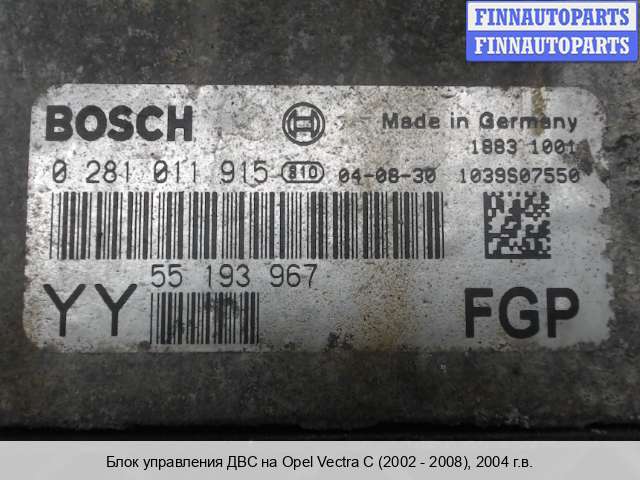 FINNAUTOPARTS
FINNAUTOPARTS
BOSCH
Made in Germany
1883 1001
0 281 011 915 810 04-08-30 1039S07550
55 193 967
YY
FGP
Блок управления ДВС на Opel Vectra C (2002 - 2008), 2004 г.в.